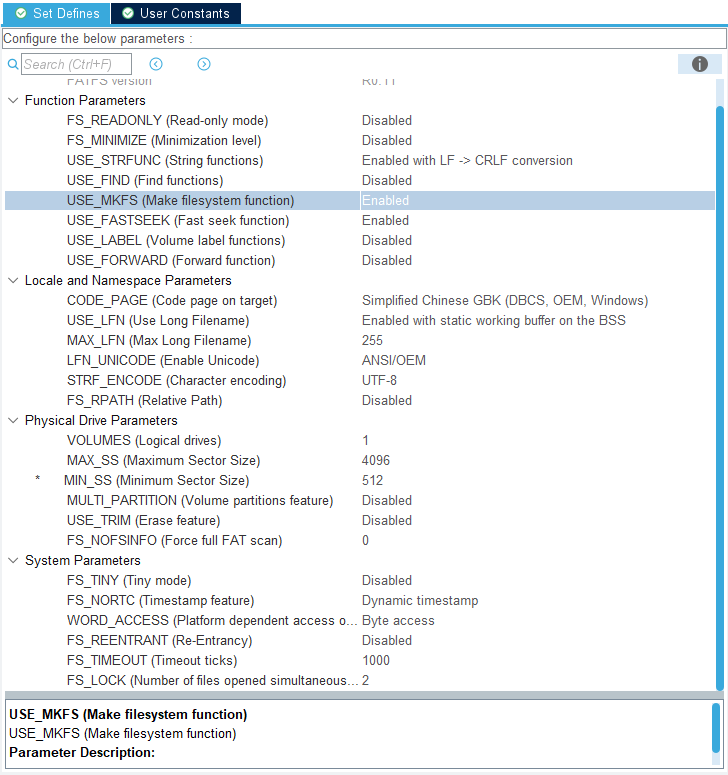 Set Defines User Constants
Configure the below parameters :
Search (Ctrl+F)
FATFS version R0.11
Function Parameters
FS_READONLY (Read-only mode) Disabled
FS_MINIMIZE (Minimization level) Disabled
USE_STRFUNC (String functions) Enabled with LF -> CRLF conversion
USE_FIND (Find functions) Disabled
USE_MKFS (Make filesystem function) Enabled
USE_FASTSEEK (Fast seek function) Enabled
USE_LABEL (Volume label functions) Disabled
USE_FORWARD (Forward function) Disabled
Locale and Namespace Parameters
CODE_PAGE (Code page on target) Simplified Chinese GBK (DBCS, OEM, Windows)
USE_LFN (Use Long Filename) Enabled with static working buffer on the BSS
MAX_LFN (Max Long Filename) 255
LFN_UNICODE (Enable Unicode) ANSI/OEM
STRF_ENCODE (Character encoding) UTF-8
FS_RPATH (Relative Path) Disabled
Physical Drive Parameters
VOLUMES (Logical drives) 1
MAX_SS (Maximum Sector Size) 4096
* MIN_SS (Minimum Sector Size) 512
MULTI_PARTITION (Volume partitions feature) Disabled
USE_TRIM (Erase feature) Disabled
FS_NOFSINFO (Force full FAT scan) 0
System Parameters
FS_TINY (Tiny mode) Disabled
FS_NORTC (Timestamp feature) Dynamic timestamp
WORD_ACCESS (Platform dependent access o... Byte access
FS_REENTRANT (Re-Entrancy) Disabled
FS_TIMEOUT (Timeout ticks) 1000
FS_LOCK (Number of files opened simultaneous... 2
USE_MKFS (Make filesystem function)
USE_MKFS (Make filesystem function)
Parameter Description: